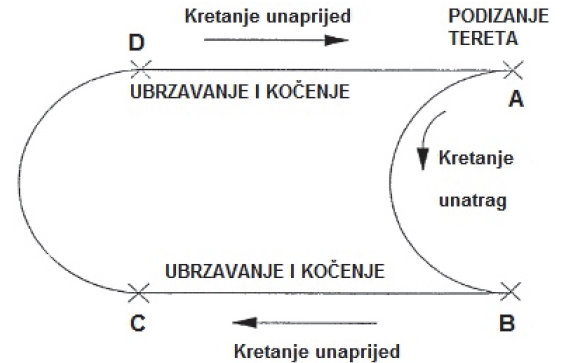 Kretanje unaprijed
PODIZANJE
TERETA
D
UBRZAVANJE I KOČENJE
A
Kretanje
unatrag
UBRZAVANJE I KOČENJE
C
B
Kretanje unaprijed